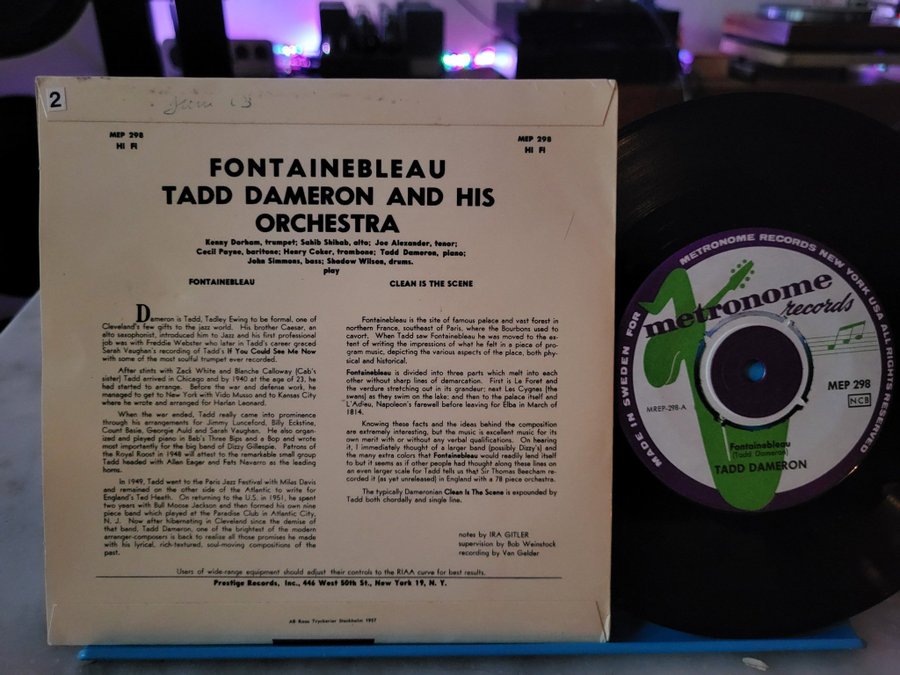 2
MEP 298
HI FI
MEP 298
HI FI
FONTAINEBLEAU
TADD DAMERON AND HIS
ORCHESTRA
Kenny Dorham, trumpet; Sahib Shihab, alto; Joe Alexander, tenor;
Cecil Payne, baritone; Henry Coker, trombone; Tadd Dameron, piano;
John Simmons, bass; Shadow Wilson, drums.
play
FONTAINEBLEAU
CLEAN IS THE SCENE
Dameron is Tadd, Tadley Ewing to be formal, one of
Cleveland's few gifts to the jazz world. His brother Caesar, an
alto saxophonist, introduced him to Jazz and his first professional
job was with Freddie Webster who later in Tadd's career graced
Sarah Vaughan's recording of Tadd's If You Could See Me Now
with some of the most soulful trumpet ever recorded.
After stints with Zack White and Blanche Calloway (Cab's
sister) Tadd arrived in Chicago and by 1940 at the age of 23, he
had started to arrange. Before the war and defense work, he
managed to get to New York with Vido Musso and to Kansas City
where he wrote and arranged for Harlan Leonard.
When the war ended, Tadd really came into prominence
through his arrangements for Jimmy Lunceford, Billy Eckstine,
Count Basie, Georgie Auld and Sarah Vaughan. He also organ-
ized and played piano in Bab's Three Bips and a Bop and wrote
most importantly for the big band of Dizzy Gillespie. Patrons of
the Royal Roost in 1948 will attest to the remarkable small group
Tadd headed with Allen Eager and Fats Navarro as the leading
horns.
In 1949, Tadd went to the Paris Jazz Festival with Miles Davis
and remained on the other side of the Atlantic to write for
England's Ted Heath. On returning to the U.S. in 1951, he spent
two years with Bull Moose Jackson and then formed his own nine
piece band which played at the Paradise Club in Atlantic City,
N. J. Now after hibernating in Cleveland since the demise of
that band, Tadd Dameron, one of the brightest of the modern
arranger-composers is back to realize all those promises he made
with his lyrical, rich-textured, soul-moving compositions of the
past.
Fontainebleau is the site of famous palace and vast forest in
northern France, southeast of Paris, where the Bourbons used to
cavort. When Tadd saw Fontainebleau he was moved to the ex-
tent of writing the impressions of what he felt in a piece of pro-
gram music, depicting the various aspects of the place, both phy-
sical and historical.
Fontainebleau is divided into three parts which melt into each
other without sharp lines of demarcation. First is Le Foret and
the verdure stretching out in its grandeur; next Les Cygnes (the
swans) as they swim on the lake; and then to the palace itself and
L'Adieu, Napoleon's farewell before leaving for Elba in March of
1814.
Knowing these facts and the ideas behind the composition
are extremely interesting, but the music is excellent music for its
own merit with or without any verbal qualifications. On hearing
it, I immediately thought of a larger band (possibly Dizzy's) and
the many extra colors that Fontainebleau would readily lend itself
to but it seems as if other people had thought along these lines on
an even larger scale for Tadd tells us that Sir Thomas Beecham re-
corded it (as yet unreleased) in England with a 78 piece orchestra.
The typically Dameronian Clean Is The Scene is expounded by
Tadd both chordally and single line.
notes by IRA GITLER
supervision by Bob Weinstock
recording by Van Gelder
Users of wide-range equipment should adjust their controls to the RIAA curve for best results.
Prestige Records, Inc., 446 West 50th St., New York 19, N. Y.
AB Roos Tryckerier Stockholm 1957
METRONOME RECORDS NEW YORK USA ALL RIGHTS RESERVED
MADE IN SWEDEN FOR
metronome
records
MEP 298
MREP-298-A
NCB
Fontainebleau
(Tadd Dameron)
TADD DAMERON